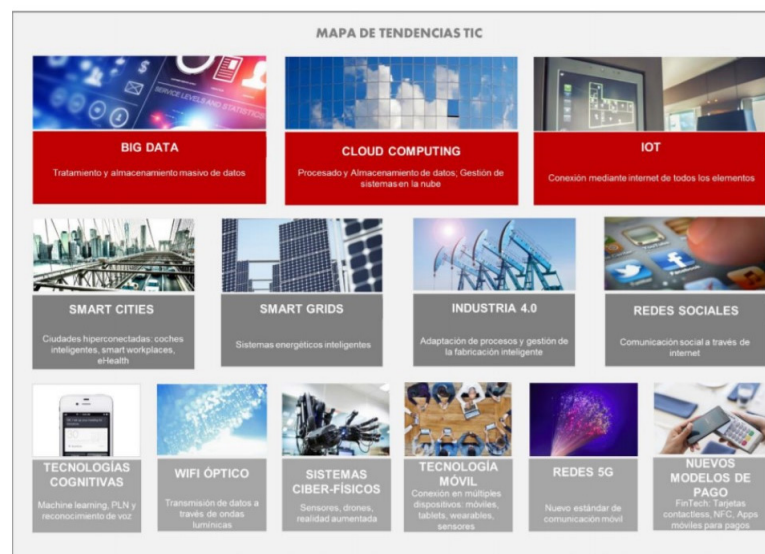 MAPA DE TENDENCIAS TIC
SERVICE LEVELS AND STATISTICS
BIG DATA
Tratamiento y almacenamiento masivo de datos
CLOUD COMPUTING
Procesado y Almacenamiento de datos; Gestión de
sistemas en la nube
IOT
Conexión mediante internet de todos los elementos
SMART CITIES
Ciudades hiperconectadas: coches
inteligentes, smart workplaces,
eHealth
SMART GRIDS
Sistemas energéticos inteligentes
INDUSTRIA 4.0
Adaptación de procesos y gestión de
la fabricación inteligente
Twitter
Facebook
REDES SOCIALES
Comunicación social a través de
internet
TECNOLOGÍAS
COGNITIVAS
Machine learning, PLN y
reconocimiento de voz
WIFI ÓPTICO
Transmisión de datos a
través de ondas
lumínicas
SISTEMAS
CIBER-FÍSICOS
Sensores, drones,
realidad aumentada
TECNOLOGÍA
MÓVIL
Conexión en múltiples
dispositivos: móviles,
tablets, wearables,
sensores
REDES 5G
Nuevo estándar de
comunicación móvil
NUEVOS
MODELOS DE
PAGO
FinTech: Tarjetas
contactless, NFC, Apps
móviles para pagos